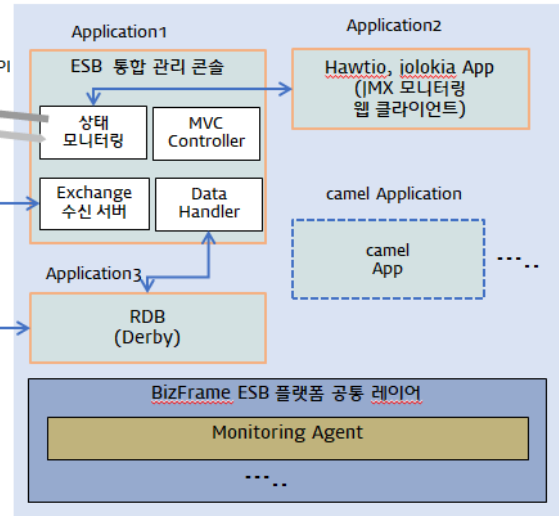 Application1
Application2
이
ESB 통합 관리 콘솔
상태
모니터링
MVC
Controller
Exchange
수신 서버
Data
Handler
Hawtio, jolokia App
(JMX 모니터링
웹 클라이언트)
camel Application
camel
App
---..
Application3
RDB
(Derby)
BizFrame ESB 플랫폼 공통 레이어
Monitoring Agent
---..